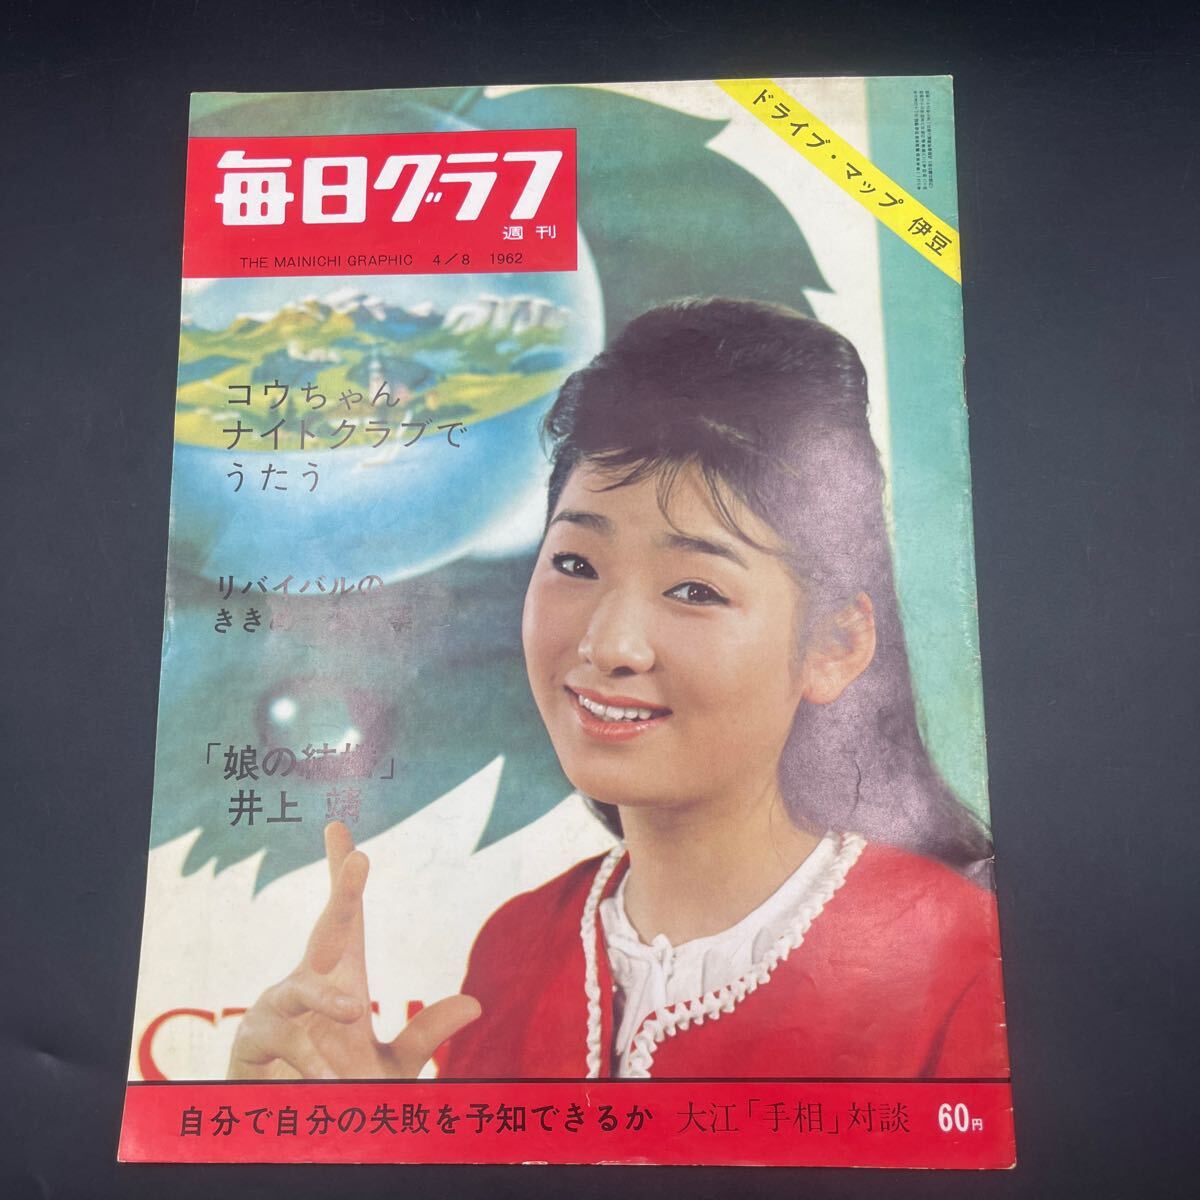 毎日グラフ
週刊
THE MAINICHI GRAPHIC 4/8 1962
ドライブ・マップ 伊豆
コウちゃん
ナイトクラブで
うたう
リバイバルの
「娘の結婚」
井上 靖
自分で自分の失敗を予知できるか 大江「手相」対談 60円